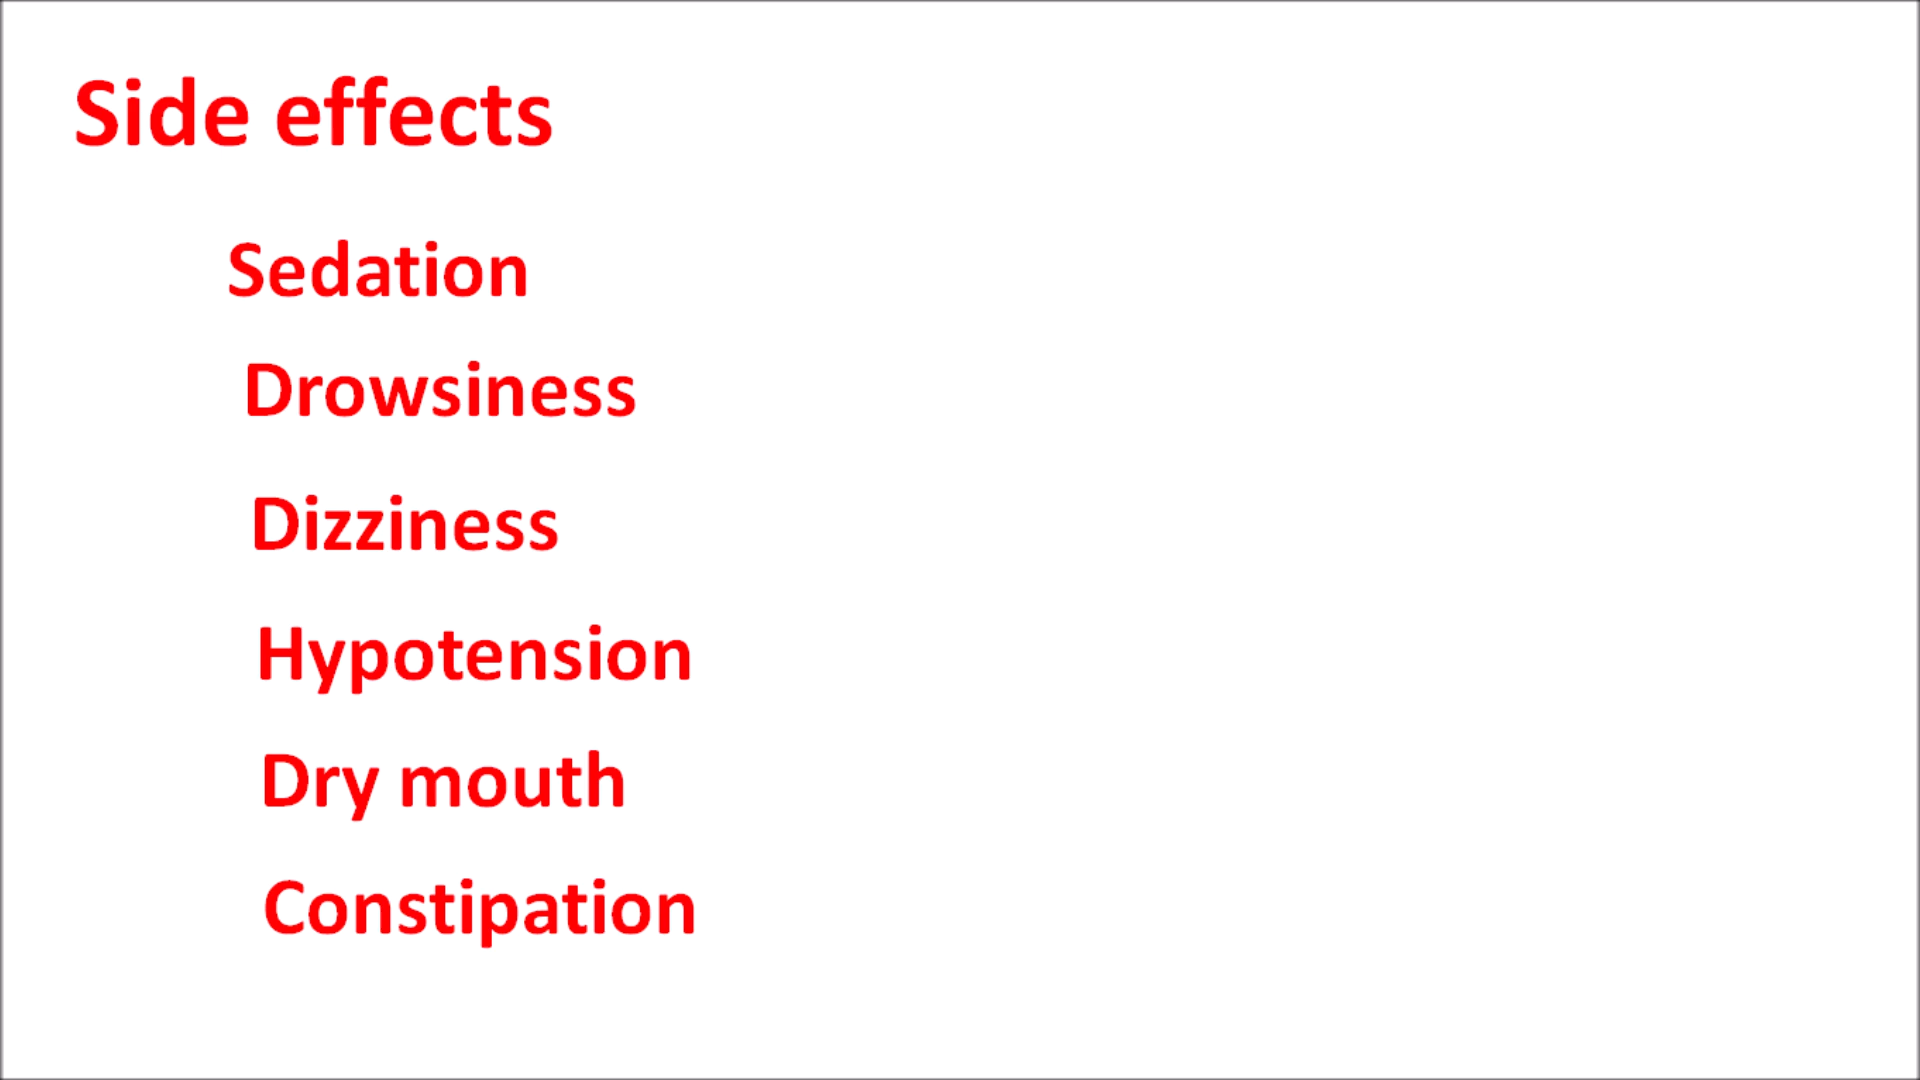 Side effects
Sedation
Drowsiness
Dizziness
Hypotension
Dry mouth
Constipation